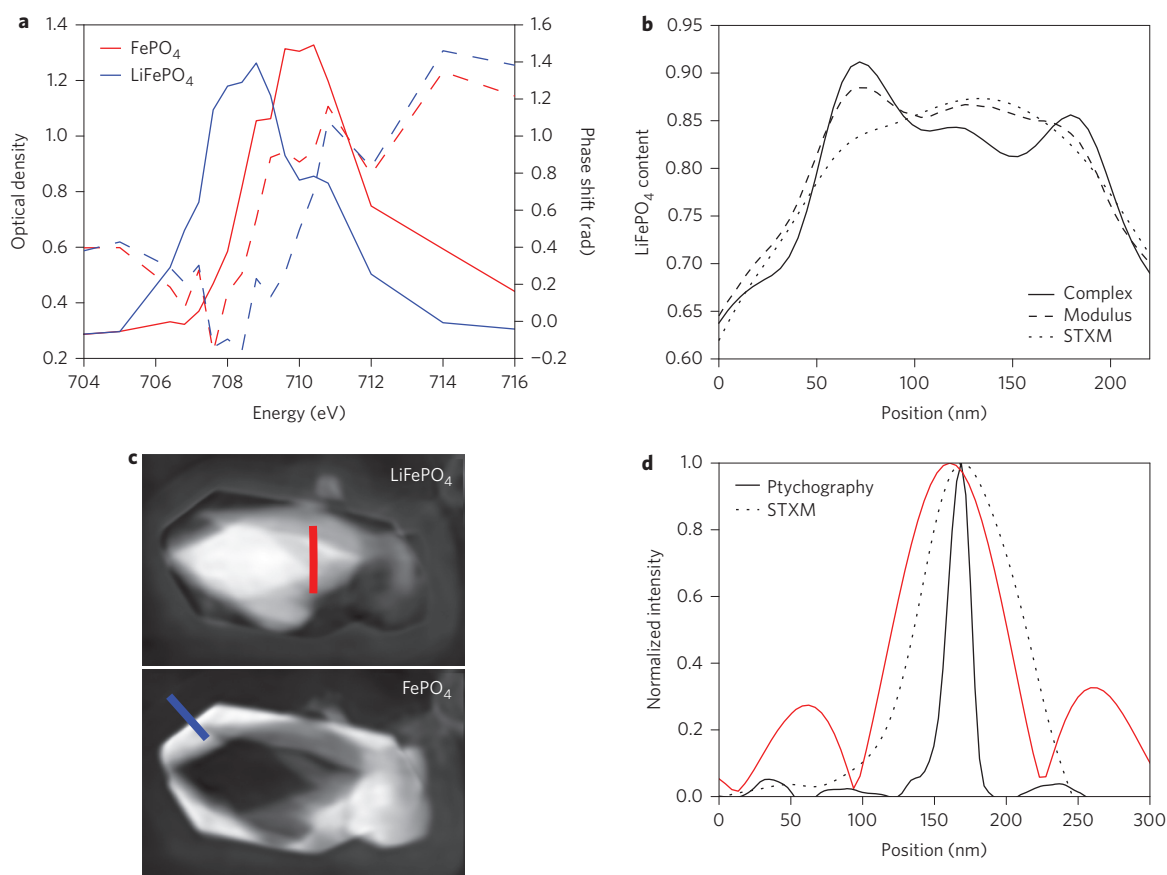 a
1.4
1.2
1.0
0.8
0.6
0.4
0.2
Optical density
FePO4
LiFePO4
1.6
1.4
1.2
1.0
0.8
0.6
0.4
0.2
0.0
−0.2
Phase shift (rad)
704 706 708 710 712 714 716
Energy (eV)
b
0.95
0.90
0.85
0.80
0.75
0.70
0.65
0.60
LiFePO4 content
Complex
Modulus
STXM
0 50 100 150 200
Position (nm)
c
LiFePO4
FePO4
d
1.0
0.8
0.6
0.4
0.2
0.0
Normalized intensity
Ptychography
STXM
0 50 100 150 200 250 300
Position (nm)